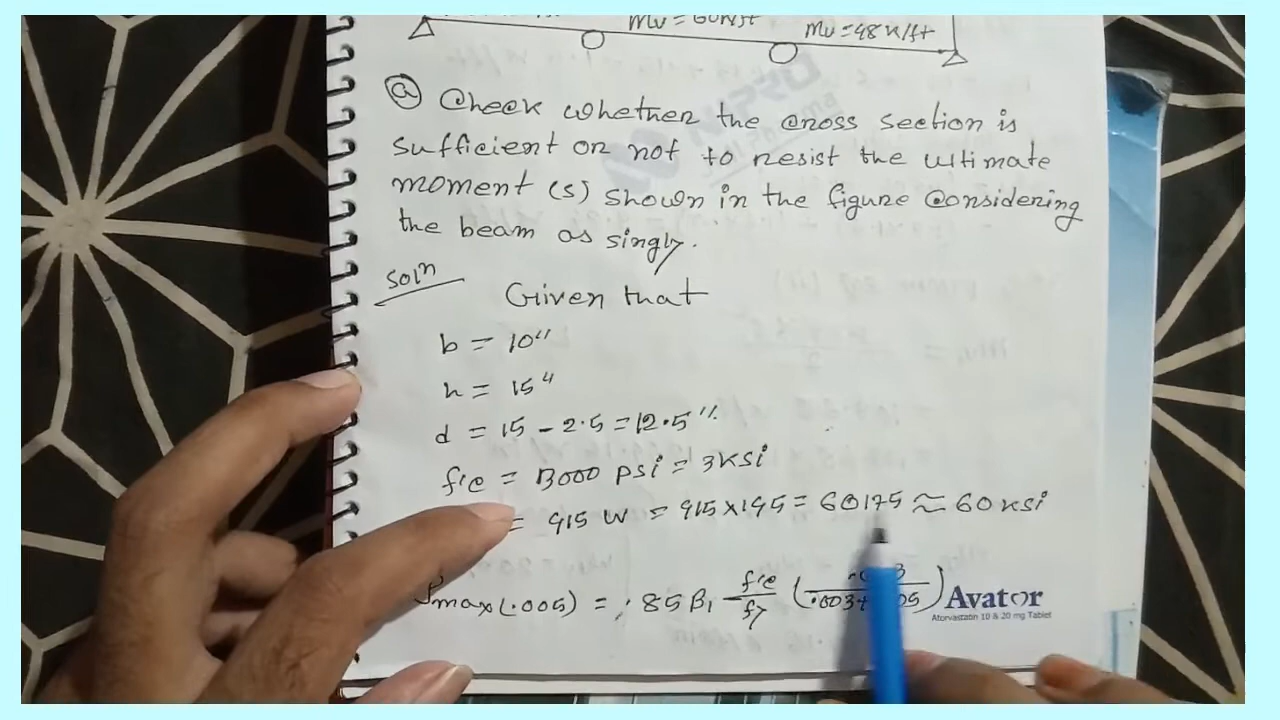 Mu = 60k/ft
Mu = 48 k/ft
(a) Check whether the cross section is
sufficient or not to resist the ultimate
moment (s) shown in the figure considering
the beam as singly.
soln
Given that
b = 10"
h = 15"
d = 15 - 2.5 = 12.5"
f'c = 3000 psi = 3ksi
= 415 W = 415 x 145 = 60175 ≈ 60 ksi
ρmax (.005) = .85 β1 f'c/fy (.003+ 05)
Avator
Atorvastatin 10 & 20 mg Tablet